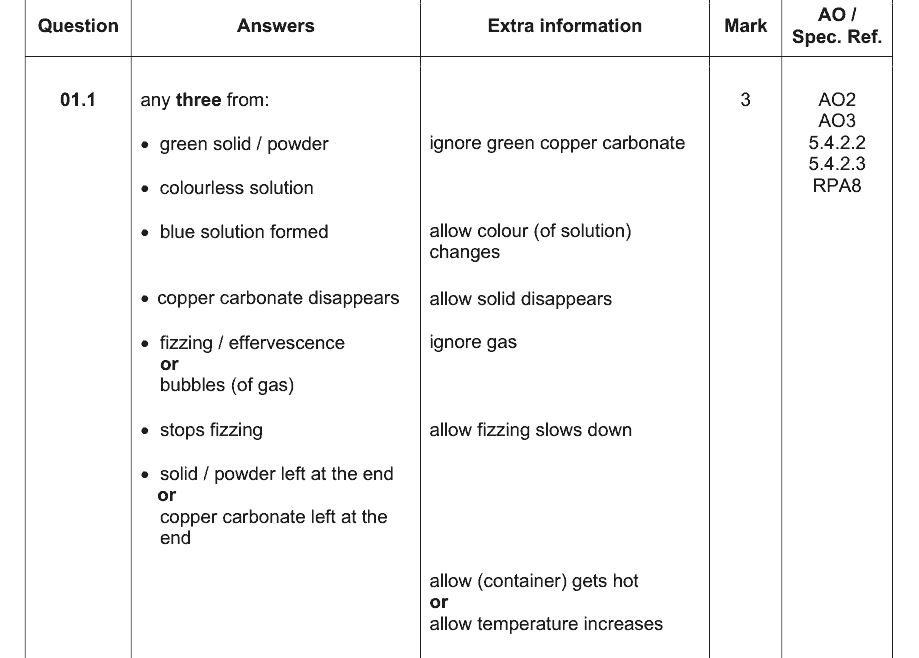 Question Answers Extra information Mark AO /
Spec. Ref.
01.1 any three from: 3 AO2
AO3
• green solid / powder ignore green copper carbonate 5.4.2.2
5.4.2.3
• colourless solution RPA8
• blue solution formed allow colour (of solution)
changes
• copper carbonate disappears allow solid disappears
• fizzing / effervescence ignore gas
or
bubbles (of gas)
• stops fizzing allow fizzing slows down
• solid / powder left at the end
or
copper carbonate left at the
end
allow (container) gets hot
or
allow temperature increases